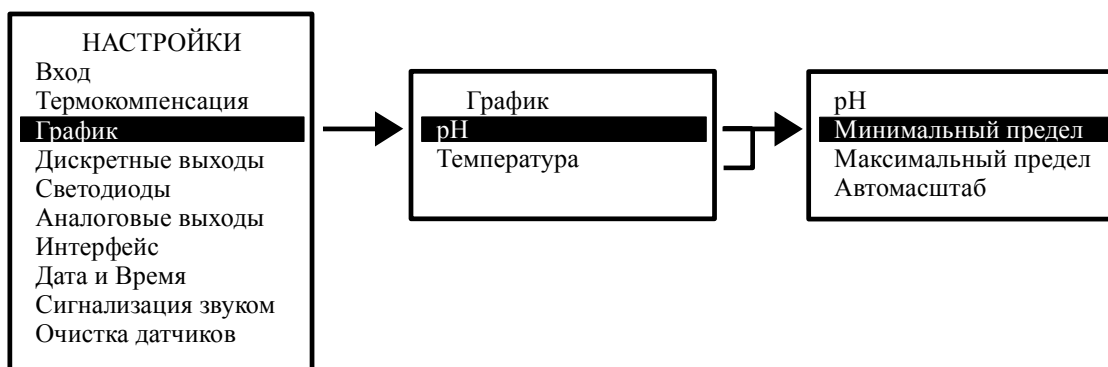 НАСТРОЙКИ
Вход
Термокомпенсация
График
Дискретные выходы
Светодиоды
Аналоговые выходы
Интерфейс
Дата и Время
Сигнализация звуком
Очистка датчиков
График
pH
Температура
pH
Минимальный предел
Максимальный предел
Автомасштаб